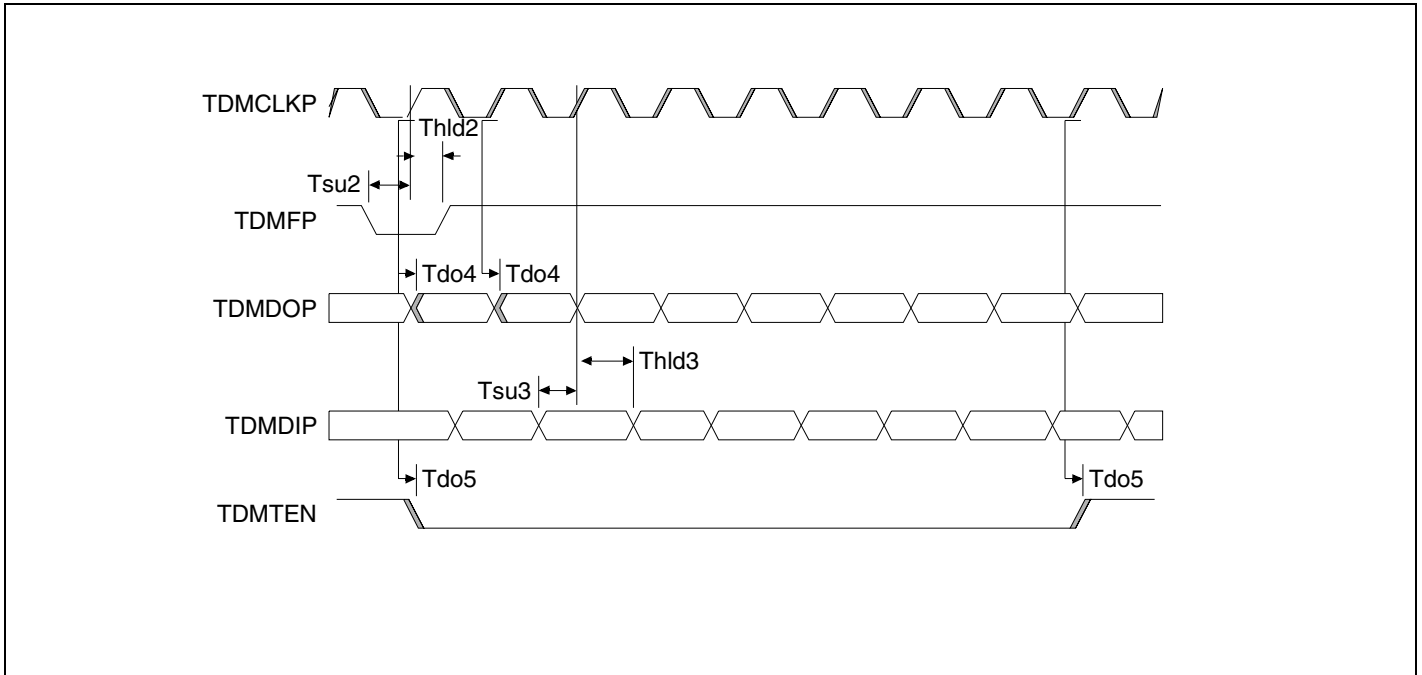 TDMCLKP
Thld2
Tsu2
TDMFP
Tdo4 Tdo4
TDMDOP
Thld3
Tsu3
TDMDIP
Tdo5 Tdo5
TDMTEN